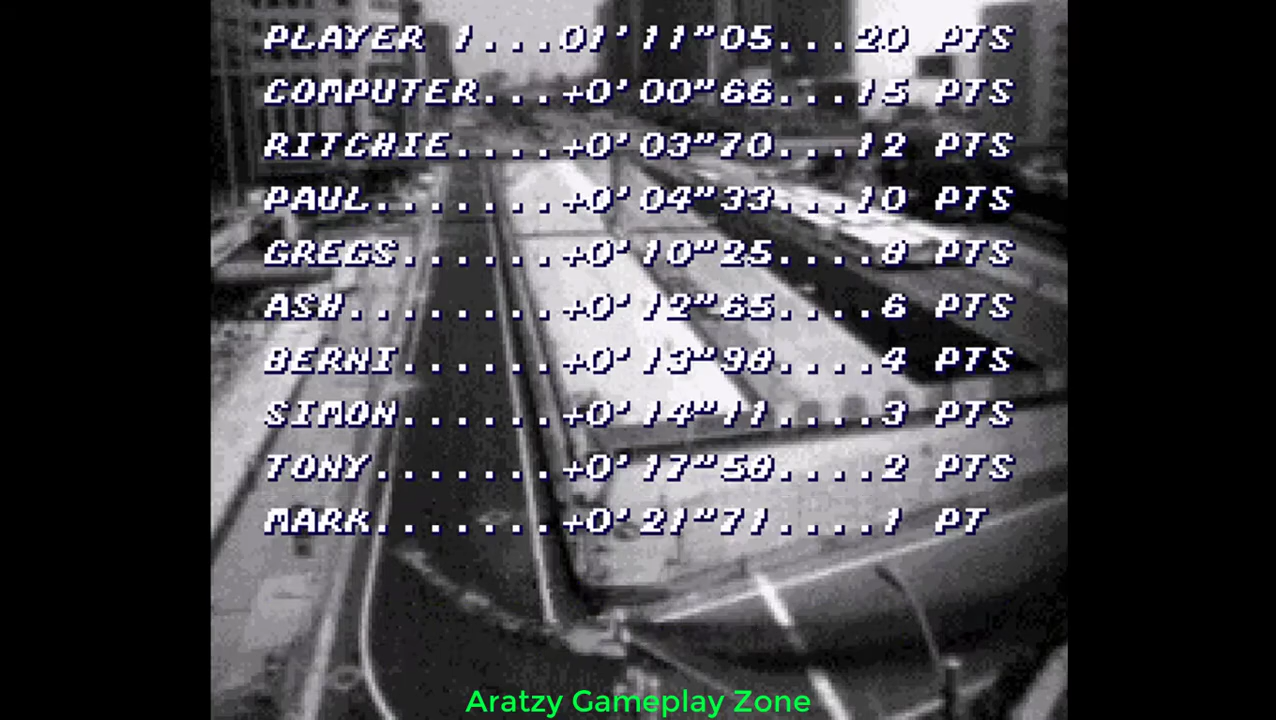 PLAYER 1...01'11"05...20 PTS
COMPUTER...+0'00"66...15 PTS
RITCHIE....+0'03"70...12 PTS
PAUL.......+0'04"33...10 PTS
GREGS......+0'10"25....8 PTS
ASH........+0'12"65....6 PTS
BERNI......+0'13"98....4 PTS
SIMON......+0'14"11....3 PTS
TONY.......+0'17"58....2 PTS
MARK.......+0'21"71....1 PT
Aratzy Gameplay Zone